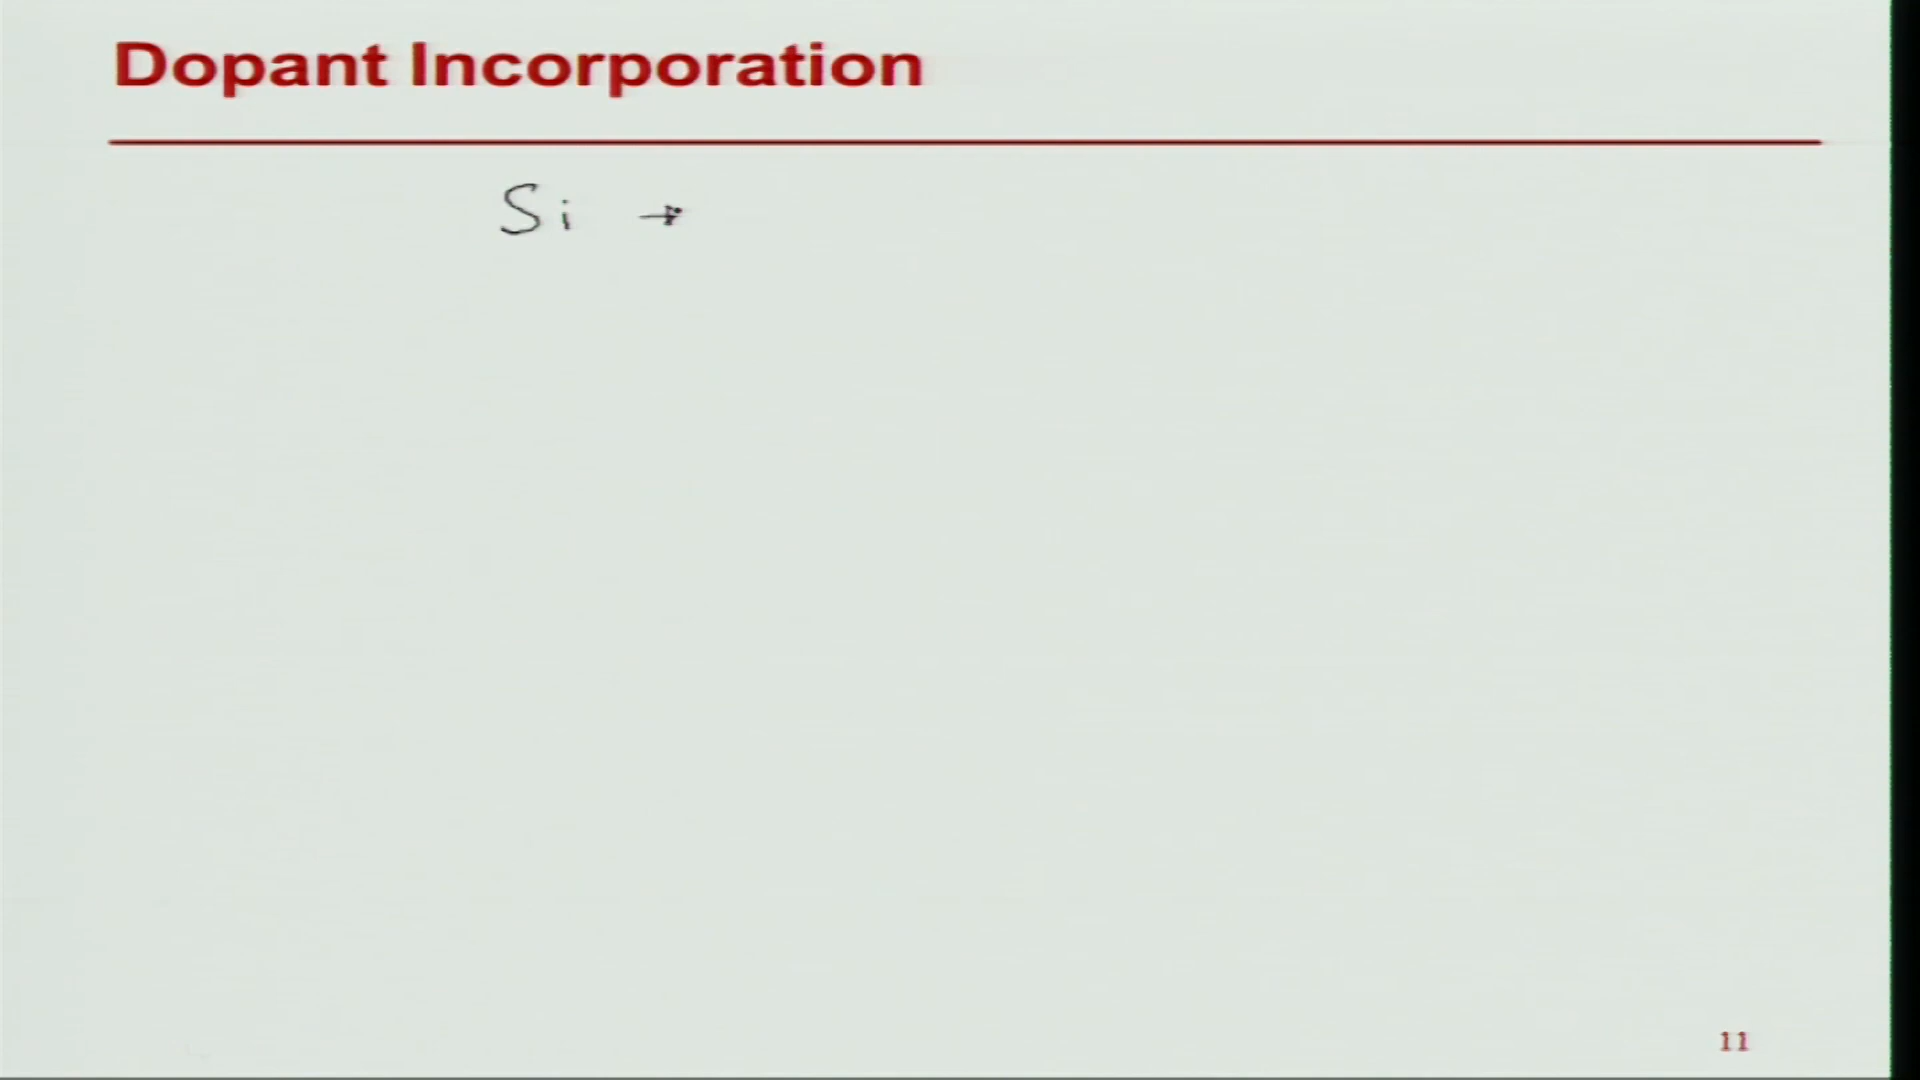 Dopant Incorporation
Si →
11